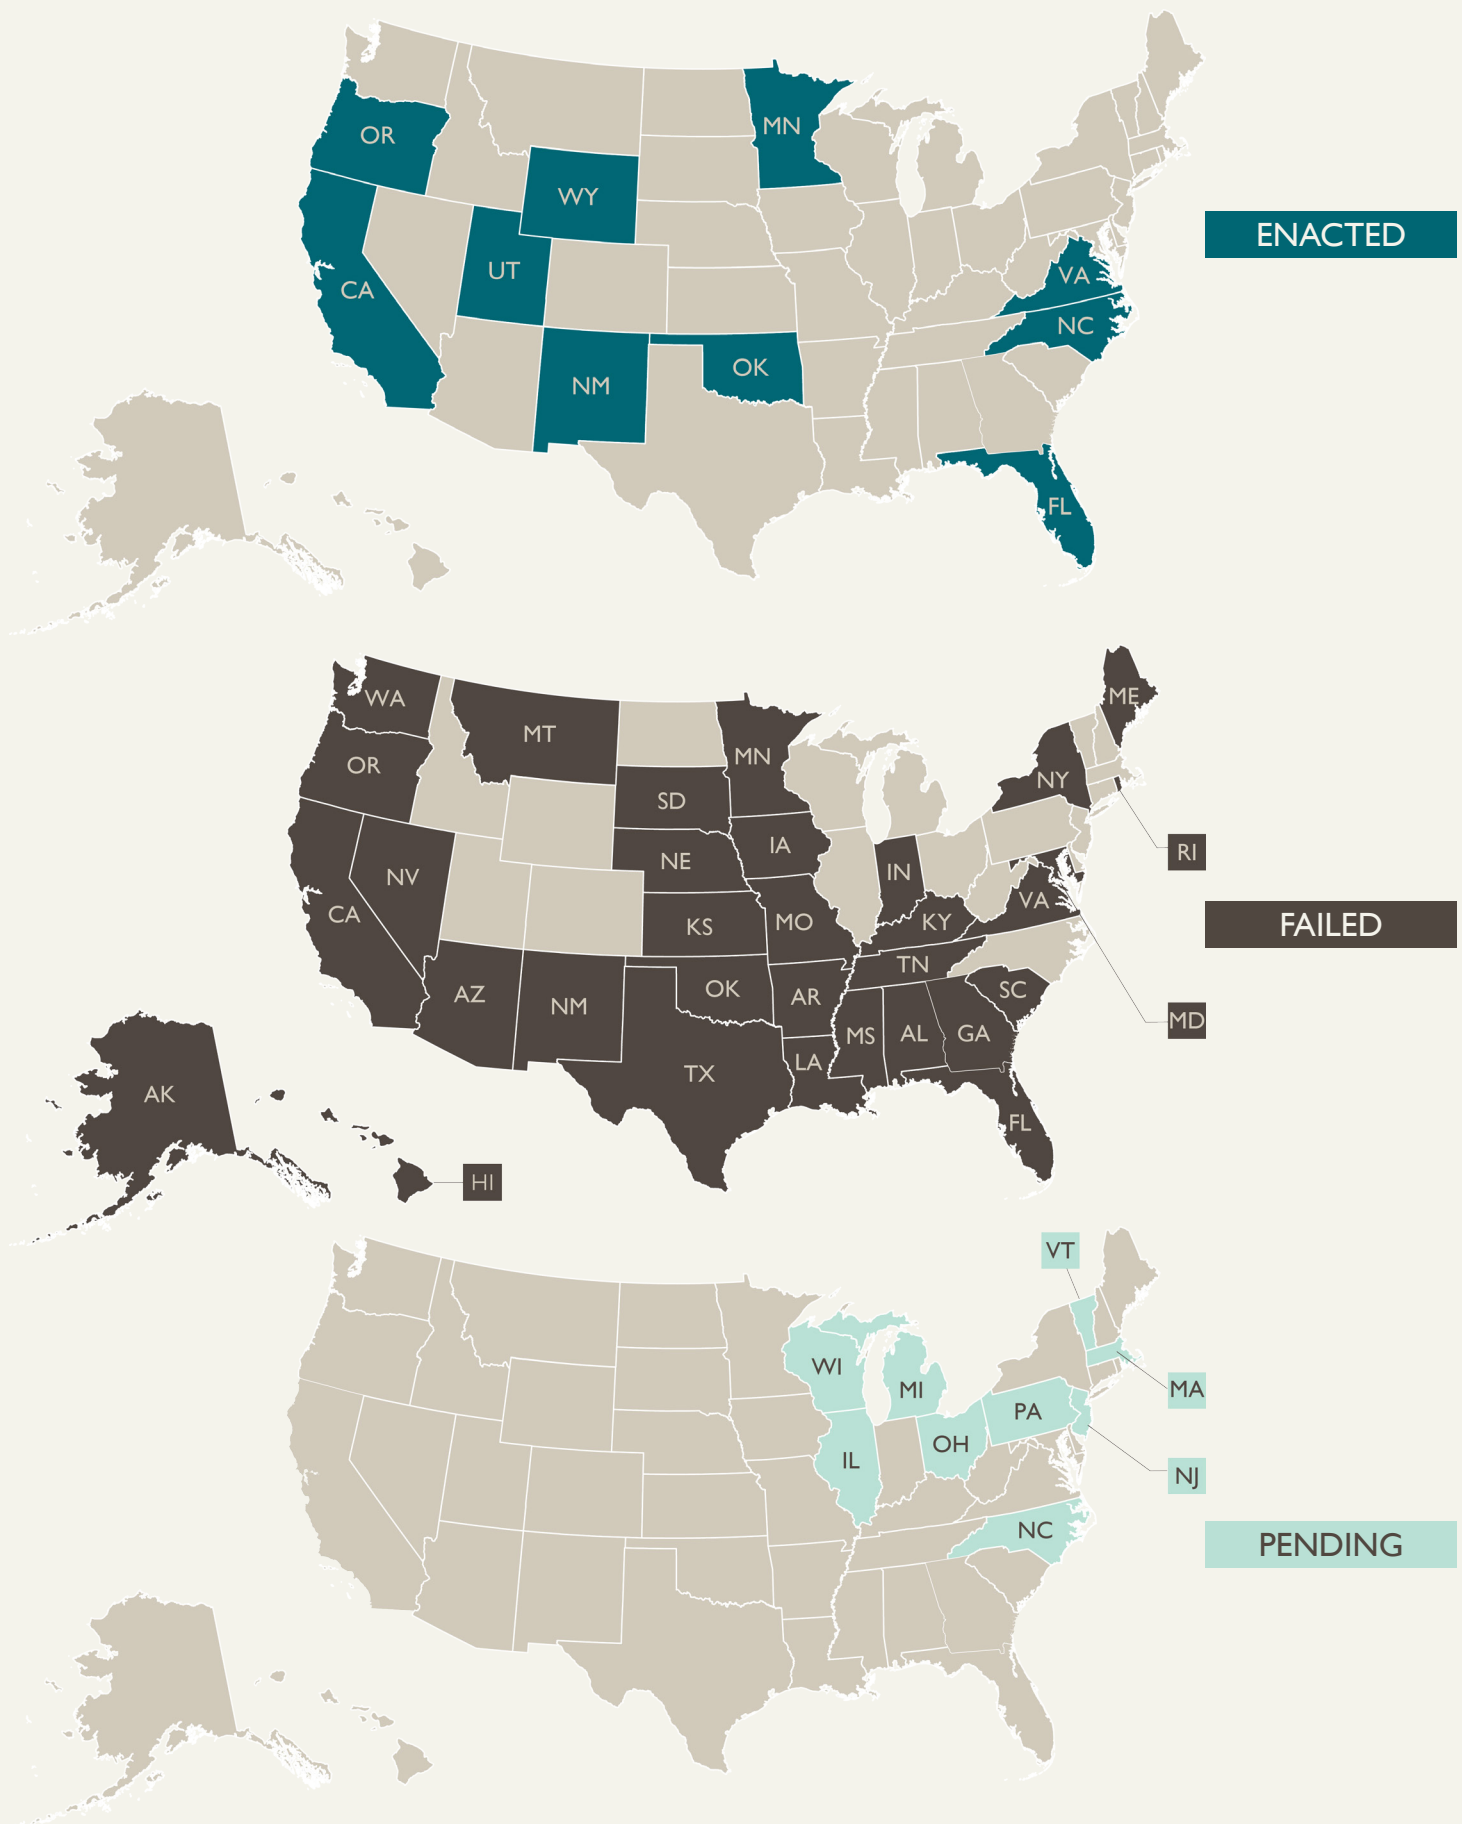 OR
MN
WY
ENACTED
UT
VA
CA
NC
OK
NM
FL
WA
ME
MT
MN
OR
NY
SD
IA
RI
NE
IN
NV
VA
CA
MO
KY
FAILED
KS
TN
OK
SC
AZ
AR
NM
MD
MS
AL
GA
LA
TX
AK
FL
HI
VT
WI
MA
MI
PA
OH
IL
NJ
NC
PENDING